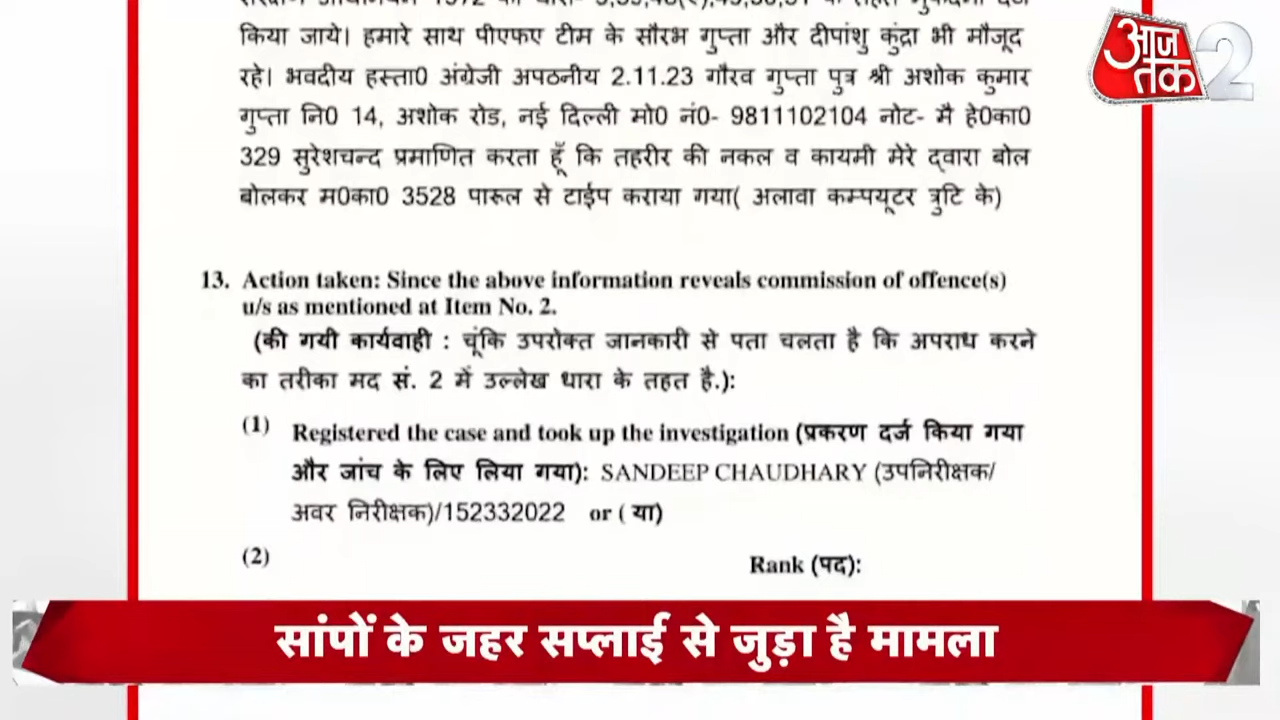 किया जाये। हमारे साथ पीएफए टीम के सौरभ गुप्ता और दीपांशु कुंद्रा भी मौजूद
रहे। भवदीय हस्ता0 अंग्रेजी अपठनीय 2.11.23 गौरव गुप्ता पुत्र श्री अशोक कुमार
गुप्ता नि0 14, अशोक रोड, नई दिल्ली मो0 नं0- 9811102104 नोट- मै हे0का0
329 सुरेशचन्द प्रमाणित करता हूँ कि तहरीर की नकल व कायमी मेरे द्वारा बोल
बोलकर म0का0 3528 पारूल से टाईप कराया गया( अलावा कम्पयूटर त्रुटि के)
13. Action taken: Since the above information reveals commission of offence(s)
u/s as mentioned at Item No. 2.
(की गयी कार्यवाही : चूंकि उपरोक्त जानकारी से पता चलता है कि अपराध करने
का तरीका मद सं. 2 में उल्लेख धारा के तहत है.):
(1) Registered the case and took up the investigation (प्रकरण दर्ज किया गया
और जांच के लिए लिया गया): SANDEEP CHAUDHARY (उपनिरीक्षक/
अवर निरीक्षक)/152332022 or ( या)
(2) Rank (पद):
सांपों के जहर सप्लाई से जुड़ा है मामला
आज तक 2